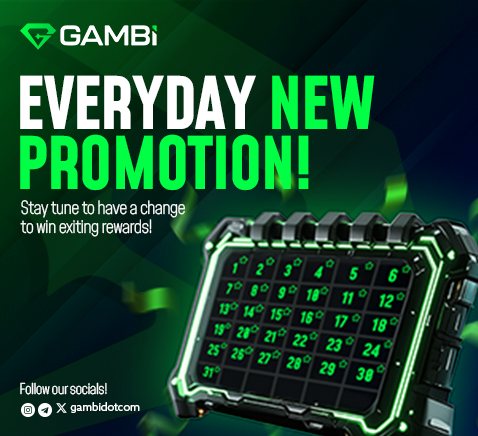 GAMBi
EVERYDAY NEW
PROMOTION!
Stay tune to have a change
to win exiting rewards!
1 2 3 4 5 6
7 8 9 10 11 12
13 14 15 16 17 18
19 20 21 22 23 24
25 26 27 28 29 30
31
Follow our socials!
gambidotcom